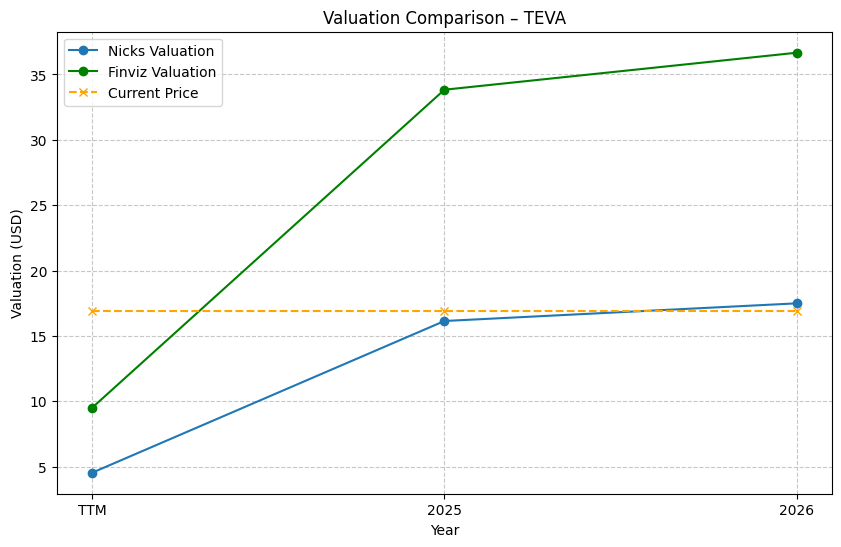 Valuation Comparison – TEVA
Nicks Valuation
Finviz Valuation
Current Price
Valuation (USD)
35
30
25
20
15
10
5
TTM
2025
2026
Year